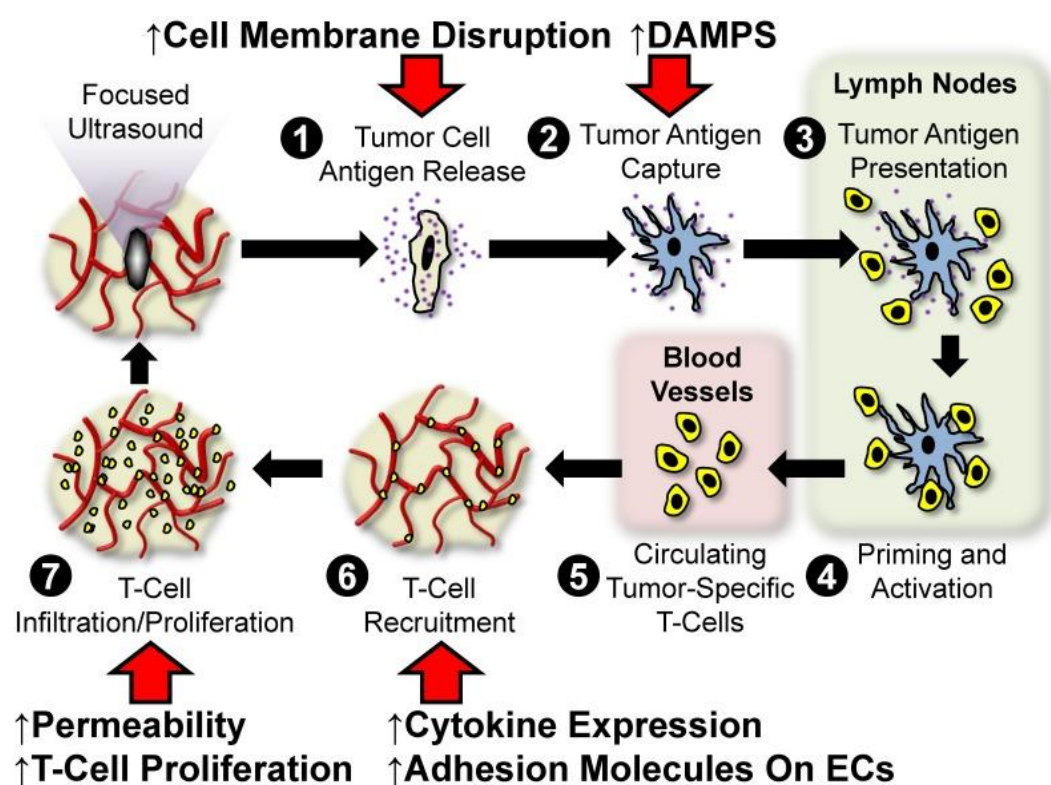 ↑Cell Membrane Disruption ↑DAMPS
Focused
Ultrasound
1 Tumor Cell
Antigen Release
2 Tumor Antigen
Capture
Lymph Nodes
3 Tumor Antigen
Presentation
Blood
Vessels
7 T-Cell
Infiltration/Proliferation
6 T-Cell
Recruitment
5 Circulating
Tumor-Specific
T-Cells
4 Priming and
Activation
↑Permeability
↑T-Cell Proliferation
↑Cytokine Expression
↑Adhesion Molecules On ECs